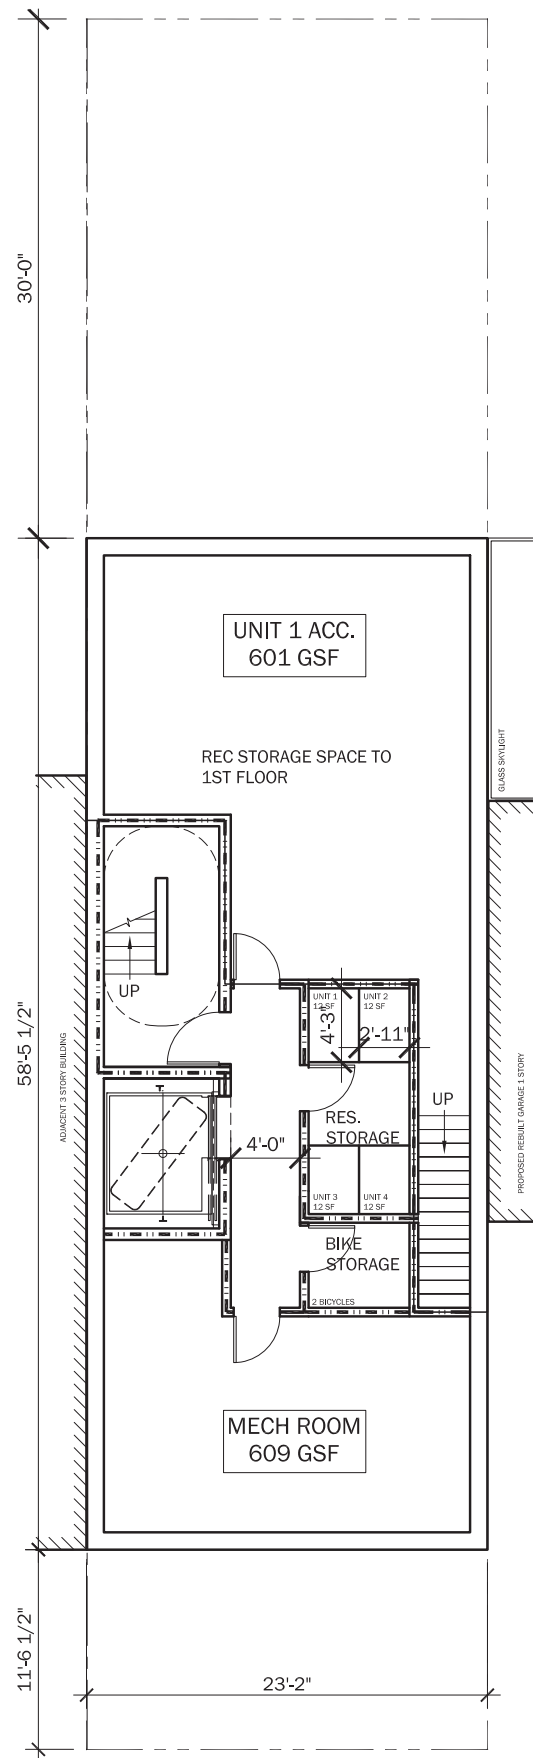 30'-0"
UNIT 1 ACC.
601 GSF
REC STORAGE SPACE TO
1ST FLOOR
GLASS SKYLIGHT
UP
58'-5 1/2"
ADJACENT 3 STORY BUILDING
UNIT 1
12 SF
UNIT 2
12 SF
4'-3"
2'-11"
PROPOSED REBUILT GARAGE 1 STORY
UP
RES.
STORAGE
4'-0"
UNIT 3
12 SF
UNIT 4
12 SF
BIKE
STORAGE
2 BICYCLES
MECH ROOM
609 GSF
11'-6 1/2"
23'-2"